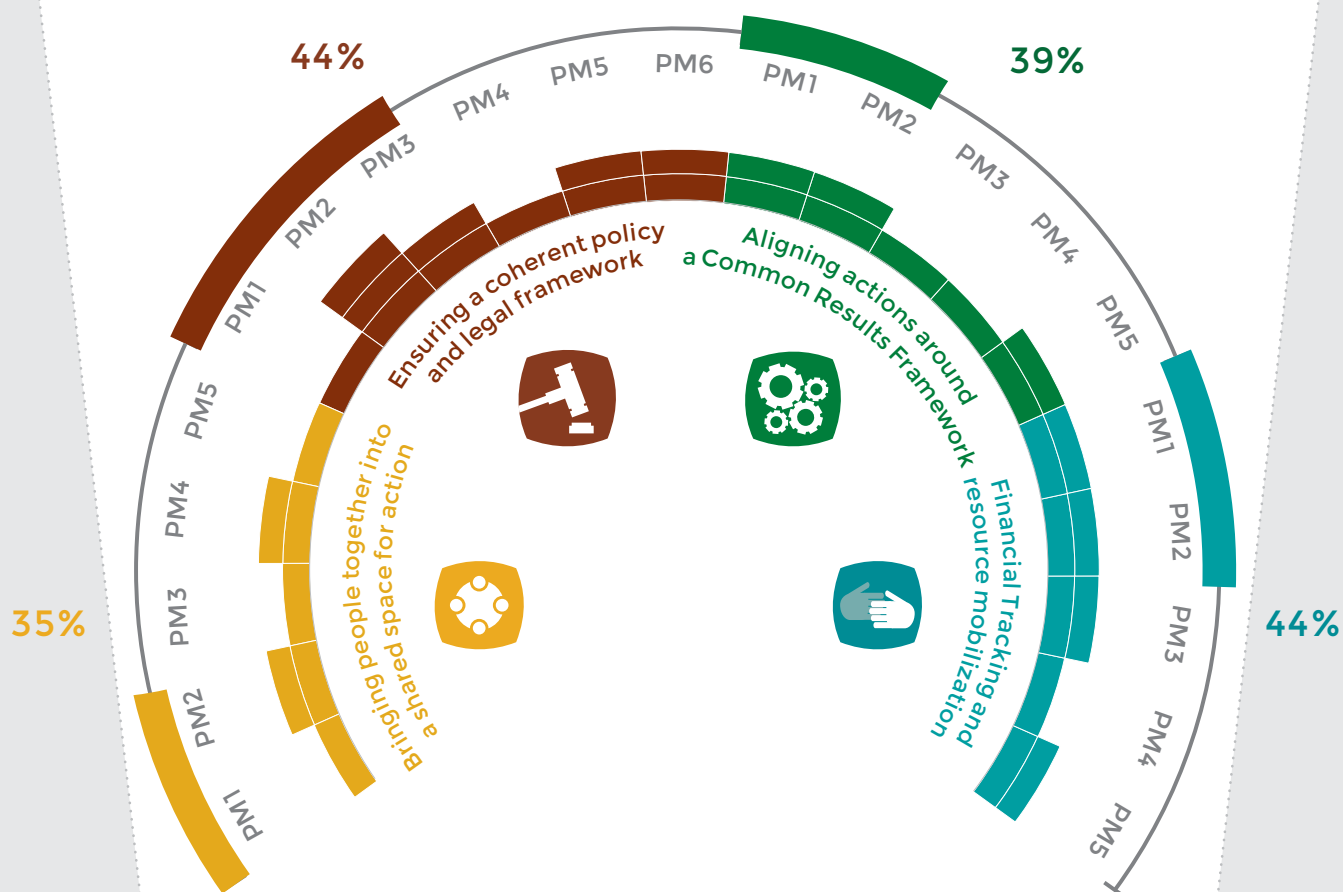 44%
39%
35%
44%
PM1
PM2
PM3
PM4
PM5
PM1
PM2
PM3
PM4
PM5
PM6
PM1
PM2
PM3
PM4
PM5
PM1
PM2
PM3
PM4
PM5
Bringing people together into
a shared space for action
Ensuring a coherent policy
and legal framework
Aligning actions around
a Common Results Framework
Financial Tracking and
resource mobilization